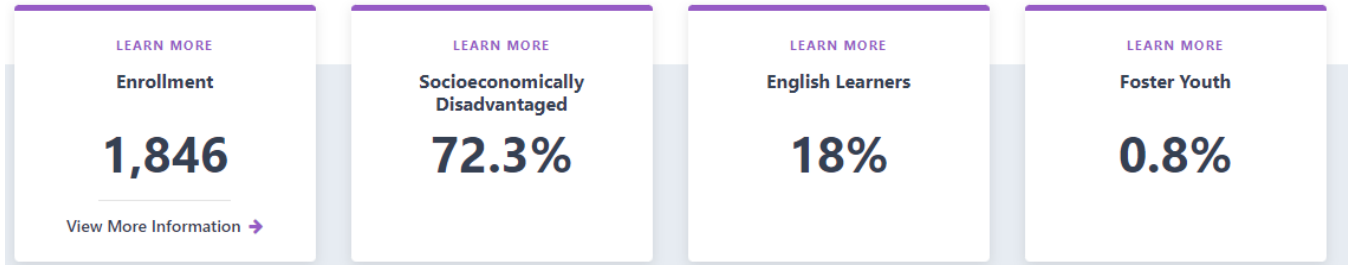 LEARN MORE
Enrollment
1,846
View More Information
LEARN MORE
Socioeconomically
Disadvantaged
72.3%
LEARN MORE
English Learners
18%
LEARN MORE
Foster Youth
0.8%